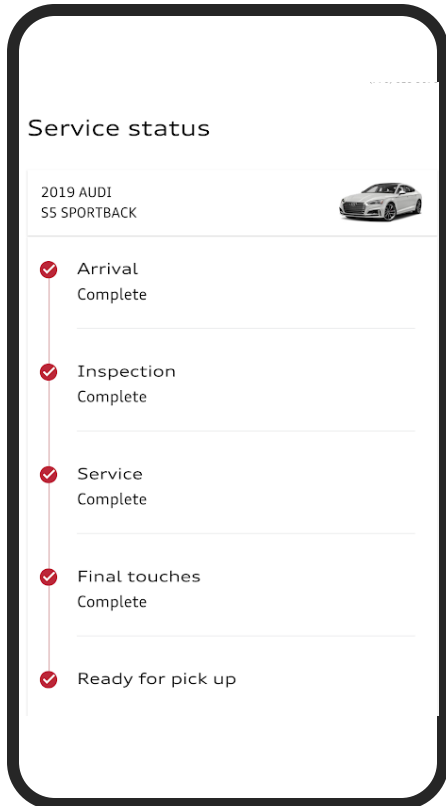 Service status
2019 AUDI
S5 SPORTBACK
Arrival
Complete
Inspection
Complete
Service
Complete
Final touches
Complete
Ready for pick up